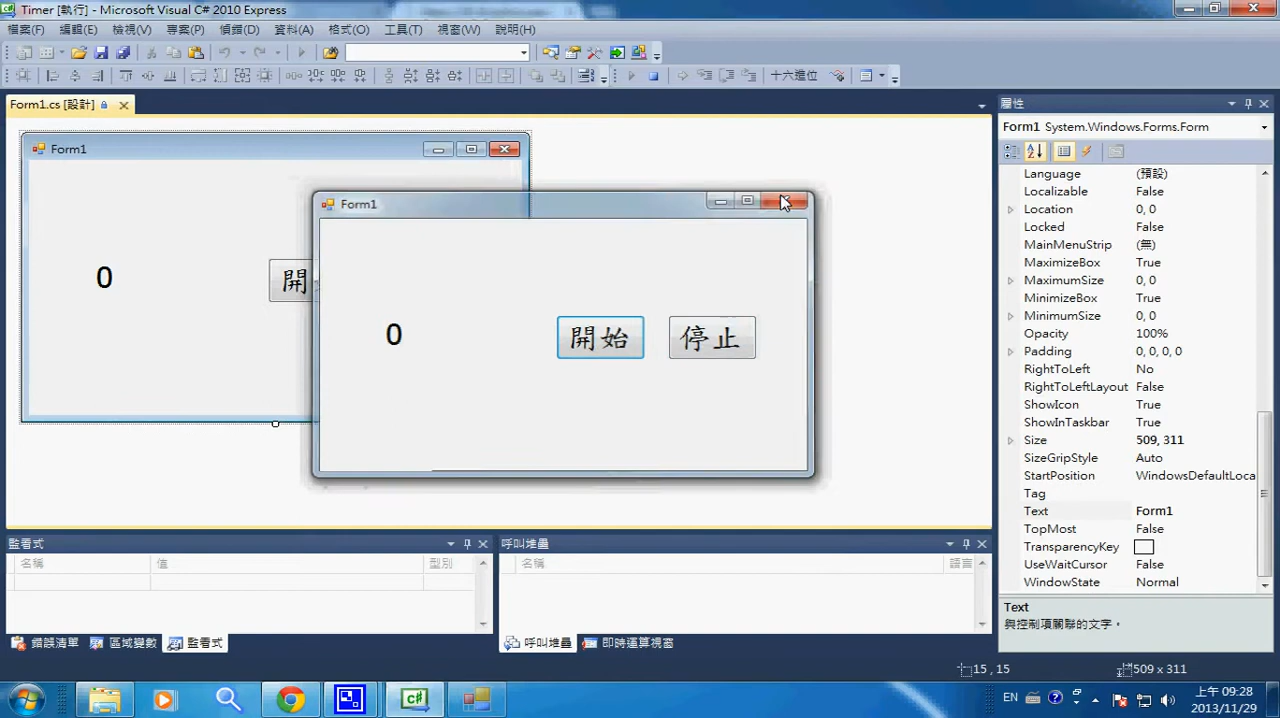 Timer [執行] - Microsoft Visual C# 2010 Express
檔案(F) 編輯(E) 檢視(V) 專案(P) 偵錯(D) 資料(A) 格式(O) 工具(T) 視窗(W) 說明(H)
十六進位
Form1.cs [設計]
屬性
Form1 System.Windows.Forms.Form
Form1
0
開
Form1
0
開始
停止
Language (預設)
Localizable False
Location 0, 0
Locked False
MainMenuStrip (無)
MaximizeBox True
MaximumSize 0, 0
MinimizeBox True
MinimumSize 0, 0
Opacity 100%
Padding 0, 0, 0, 0
RightToLeft No
RightToLeftLayout False
ShowIcon True
ShowInTaskbar True
Size 509, 311
SizeGripStyle Auto
StartPosition WindowsDefaultLoca
Tag
Text Form1
TopMost False
TransparencyKey
UseWaitCursor False
WindowState Normal
Text
與控制項關聯的文字。
監看式
名稱 值 型別
呼叫堆疊
名稱 語言
錯誤清單 區域變數 監看式
呼叫堆疊 即時運算視窗
15 , 15
509 x 311
EN
上午 09:28
2013/11/29